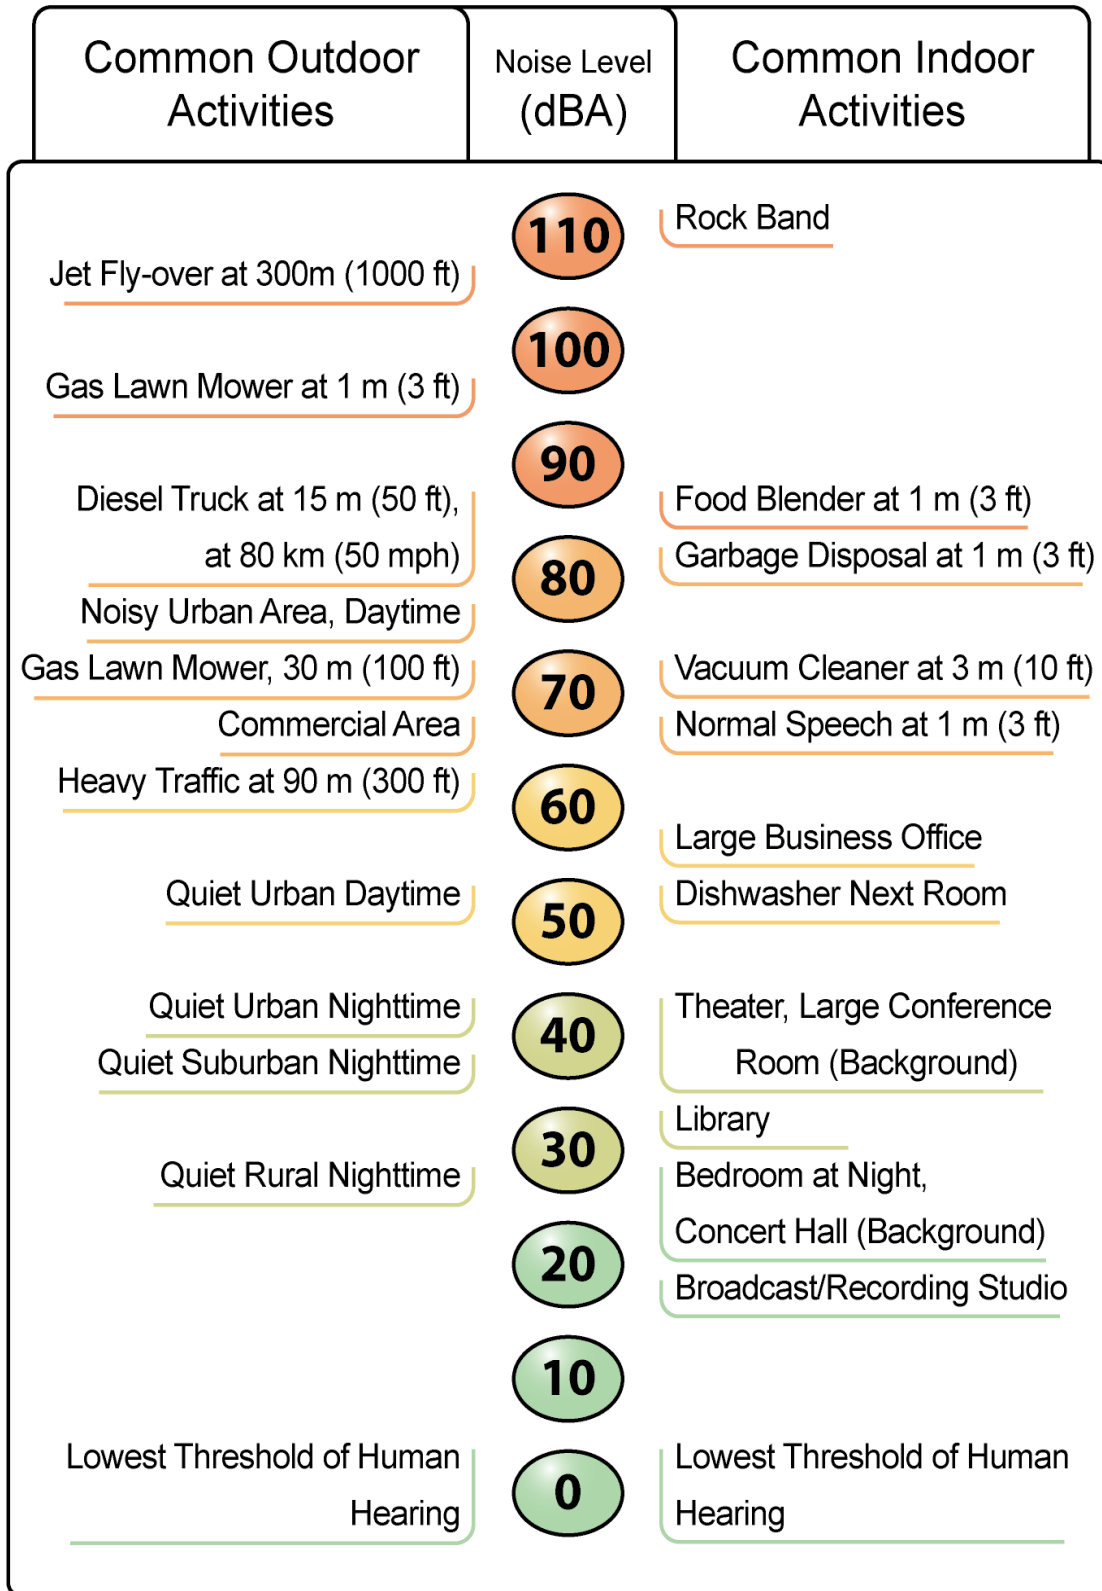 Common Outdoor
Activities
Noise Level
(dBA)
Common Indoor
Activities
110
Rock Band
Jet Fly-over at 300m (1000 ft)
100
Gas Lawn Mower at 1 m (3 ft)
90
Diesel Truck at 15 m (50 ft),
at 80 km (50 mph)
Food Blender at 1 m (3 ft)
Garbage Disposal at 1 m (3 ft)
80
Noisy Urban Area, Daytime
Gas Lawn Mower, 30 m (100 ft)
70
Vacuum Cleaner at 3 m (10 ft)
Commercial Area
Normal Speech at 1 m (3 ft)
Heavy Traffic at 90 m (300 ft)
60
Large Business Office
Quiet Urban Daytime
50
Dishwasher Next Room
Quiet Urban Nighttime
40
Theater, Large Conference
Room (Background)
Quiet Suburban Nighttime
30
Library
Quiet Rural Nighttime
Bedroom at Night,
Concert Hall (Background)
20
Broadcast/Recording Studio
10
Lowest Threshold of Human
Hearing
0
Lowest Threshold of Human
Hearing